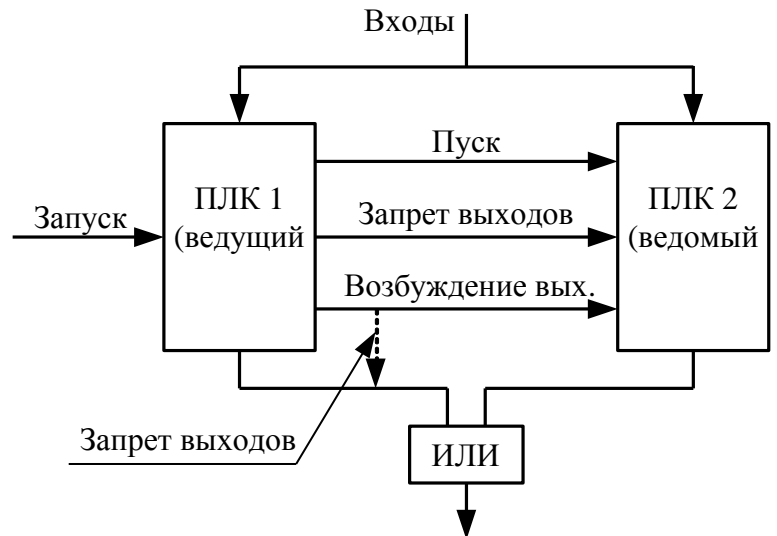 Входы
Пуск
ПЛК 1
(ведущий
ПЛК 2
(ведомый
Запуск
Запрет выходов
Возбуждение вых.
Запрет выходов
ИЛИ